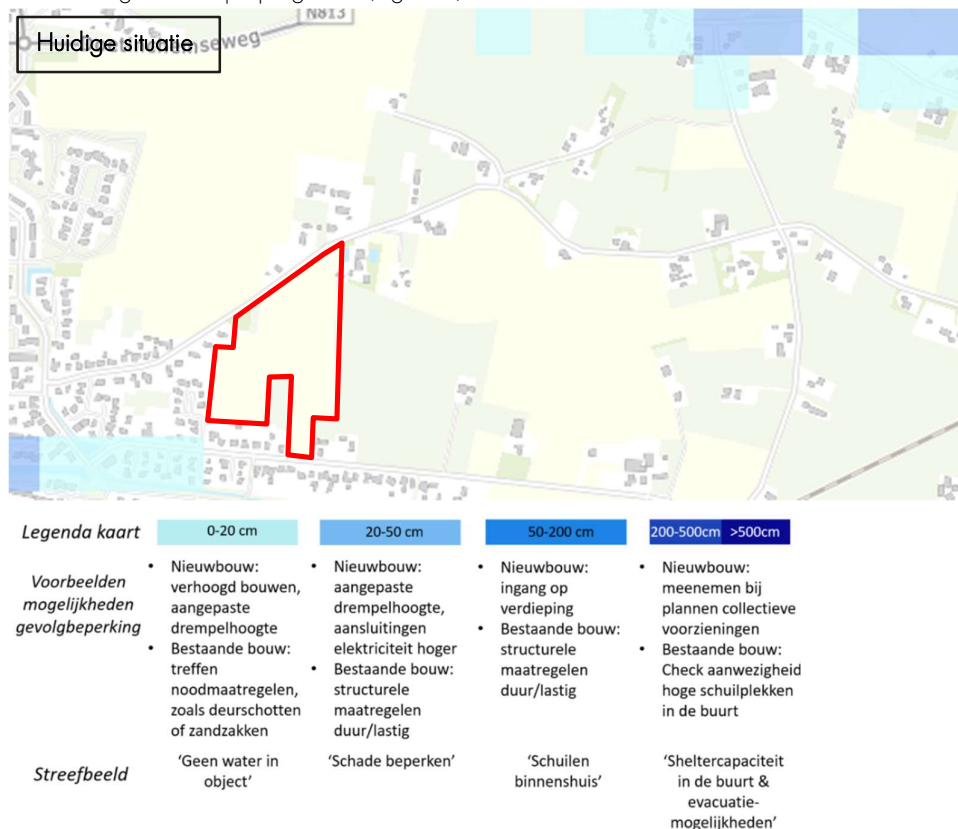 N813
Huidige situatie
emseweg
Legenda kaart
0-20 cm
20-50 cm
50-200 cm
200-500cm
>500cm
Voorbeelden
mogelijkheden
gevolgbeperking
• Nieuwbouw:
verhoogd bouwen,
aangepaste
drempelhoogte
• Bestaande bouw:
treffen
noodmaatregelen,
zoals deurschotten
of zandzakken
• Nieuwbouw:
aangepaste
drempelhoogte,
aansluitingen
elektriciteit hoger
• Bestaande bouw:
structurele
maatregelen
duur/lastig
• Nieuwbouw:
ingang op
verdieping
• Bestaande bouw:
structurele
maatregelen
duur/lastig
• Nieuwbouw:
meenemen bij
plannen collectieve
voorzieningen
• Bestaande bouw:
Check aanwezigheid
hoge schuilplekken
in de buurt
Streefbeeld
‘Geen water in
object’
‘Schade beperken’
‘Schuilen
binnenshuis’
‘Sheltercapaciteit
in de buurt &
evacuatie-
mogelijkheden’